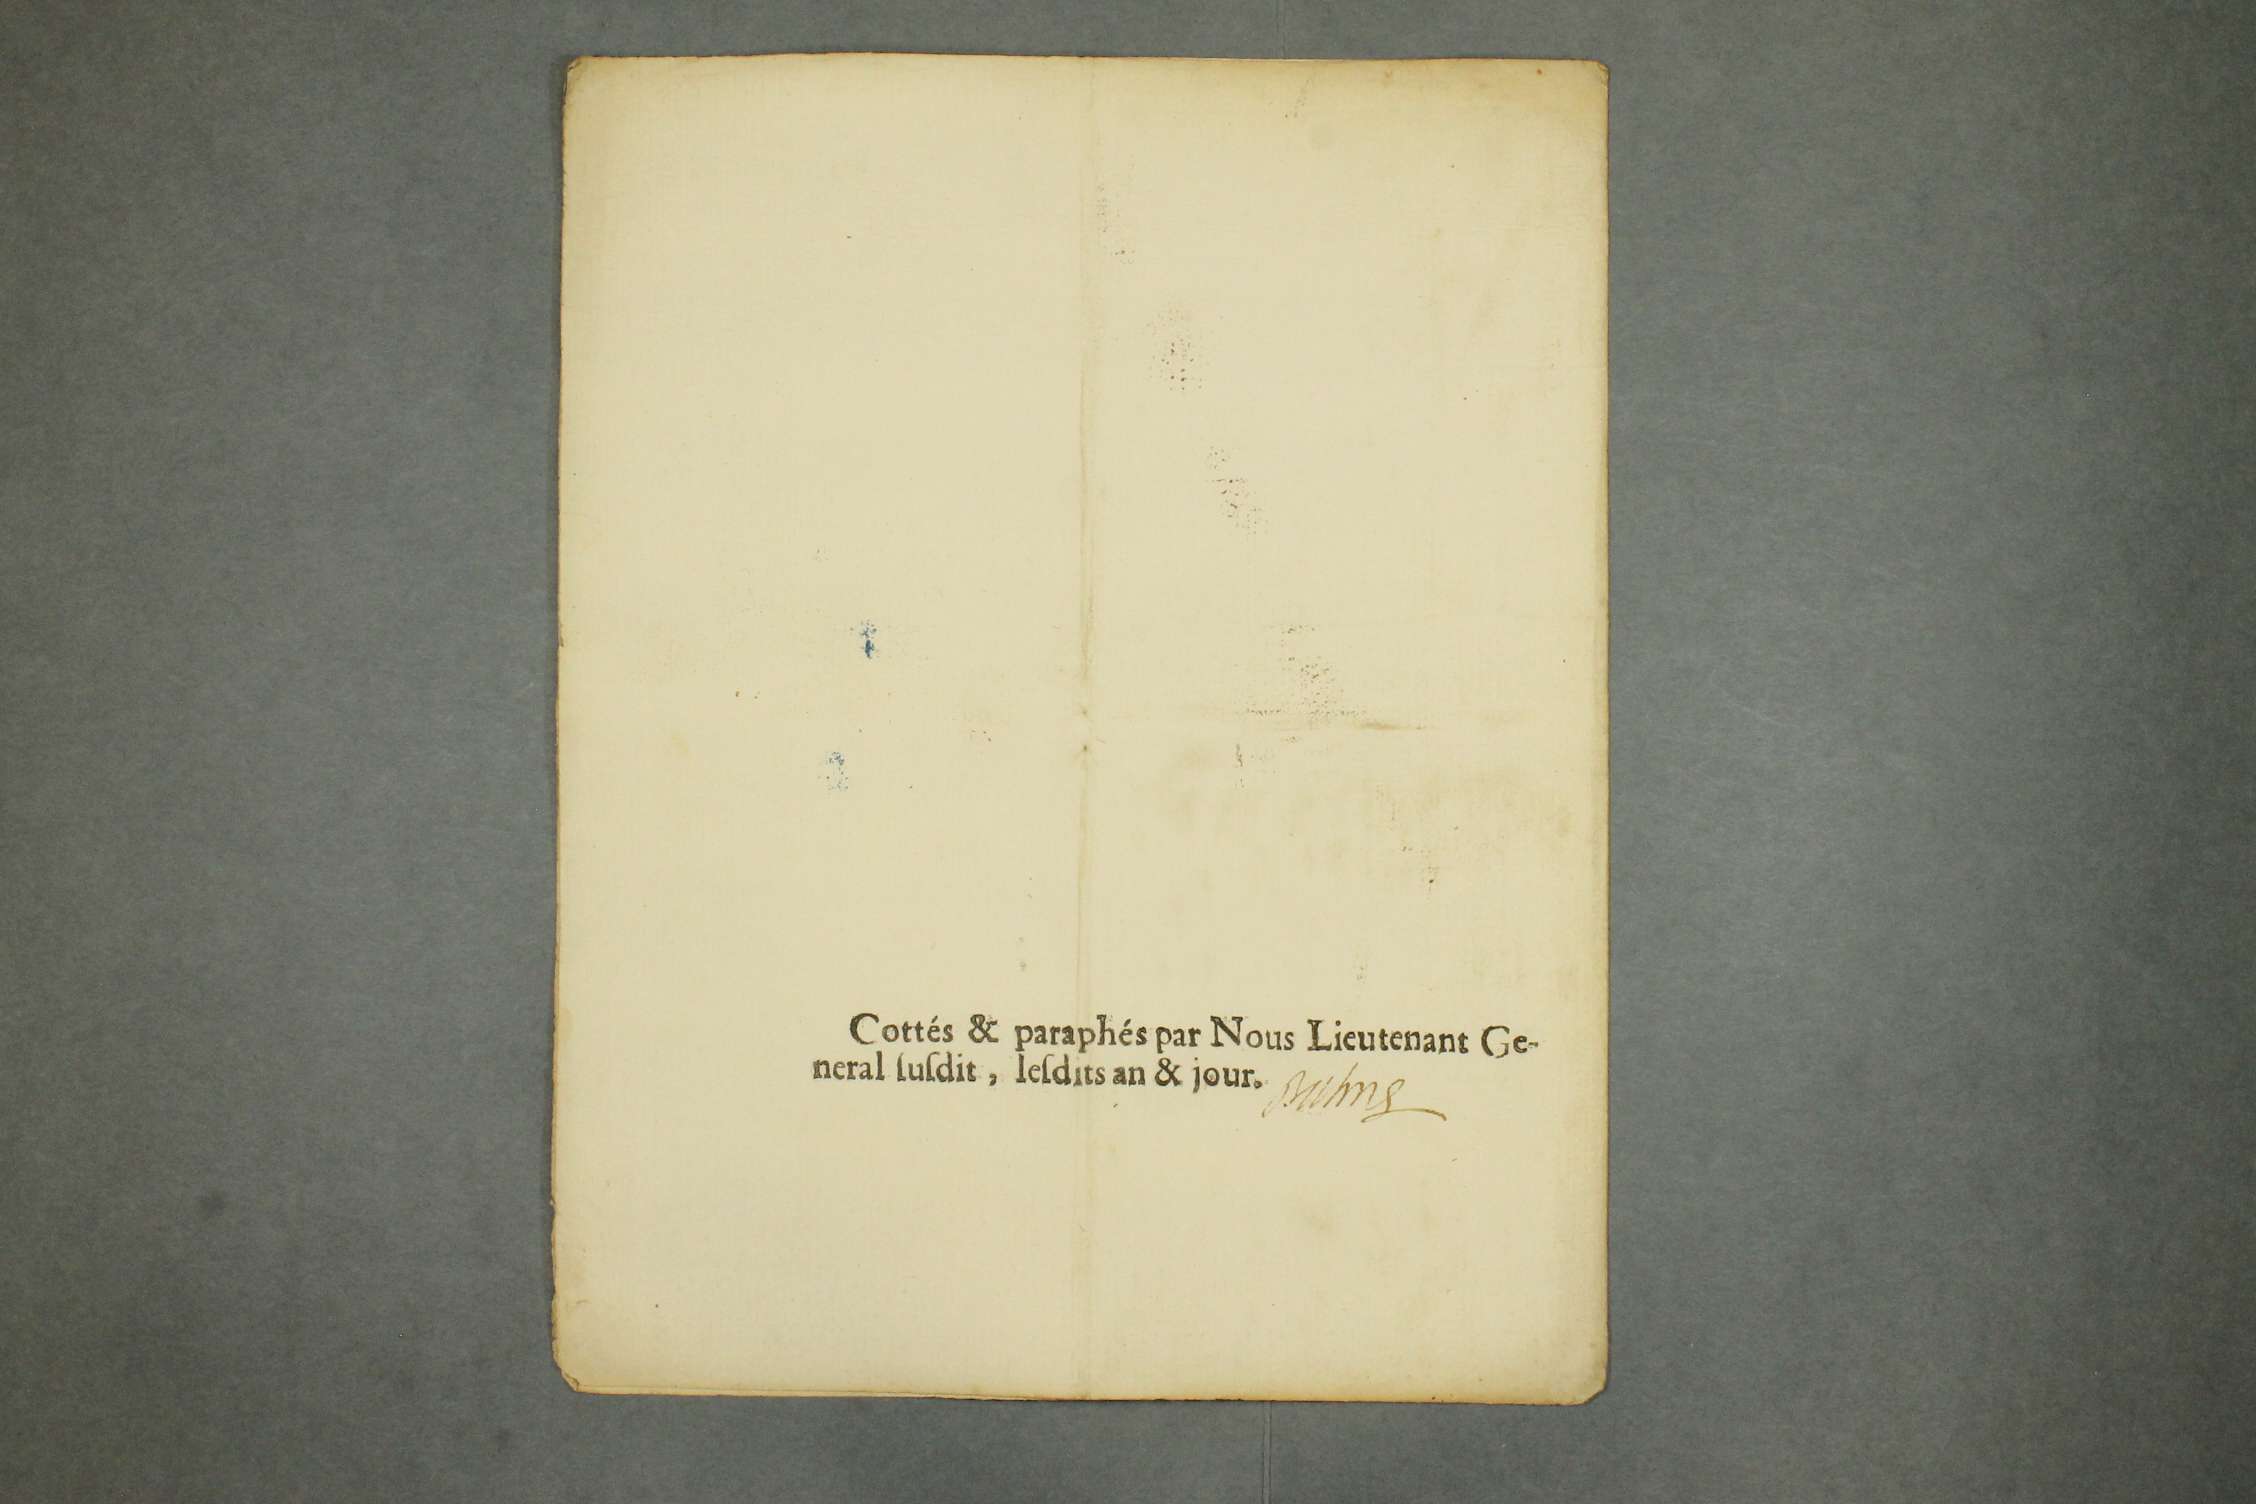 Cottés & paraphés par Nous Lieutenant Ge-
neral ſuſdit, leſdits an & jour.